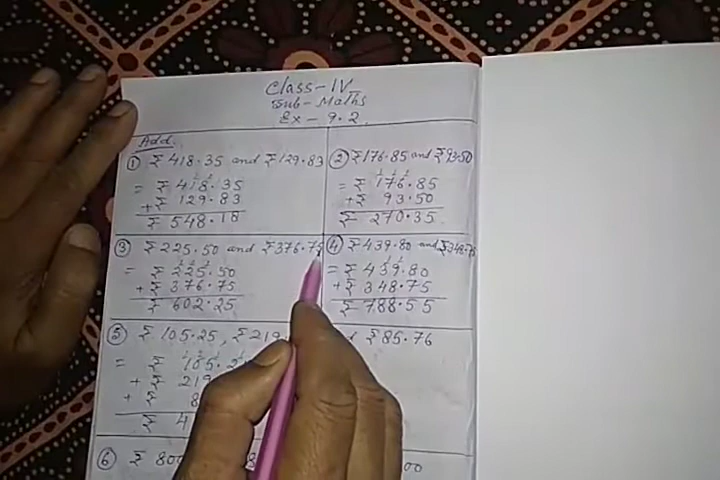 Class-IV
Sub- Maths
Ex - 9.2
Add.
① ₹418.35 and ₹129.83
= ₹ 418.35
+ ₹ 129.83
₹ 548.18
② ₹176.85 and ₹93.50
= ₹ 176.85
+ ₹ 93.50
₹ 270.35
③ ₹225.50 and ₹376.75
= ₹ 225.50
+ ₹ 376.75
₹ 602.25
④ ₹439.80 and ₹348.75
= ₹ 439.80
+ ₹ 348.75
₹ 788.55
⑤ ₹ 105.25, ₹219 ₹85.76
= ₹ 105.2
+ ₹ 219
+ ₹ 8
₹ 4
⑥ ₹ 800 00